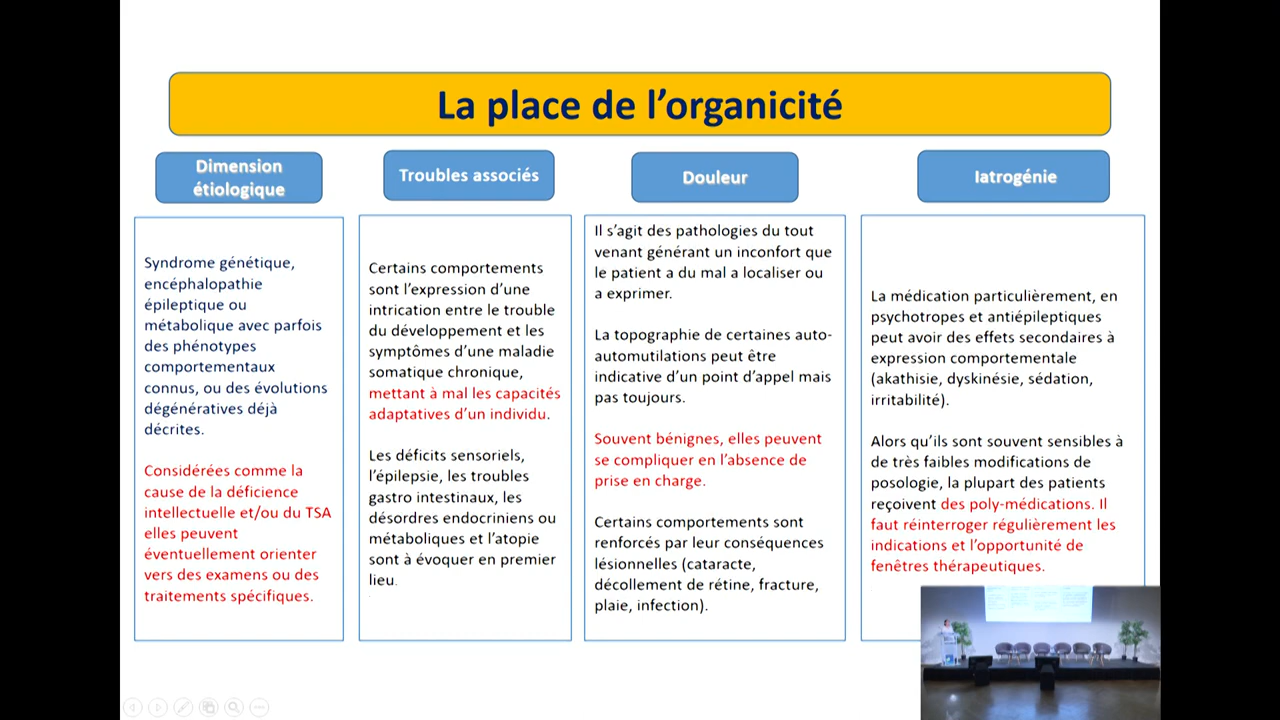 La place de l'organicité
Dimension
étiologique
Syndrome génétique,
encéphalopathie
épileptique ou
métabolique avec parfois
des phénotypes
comportementaux
connus, ou des évolutions
dégénératives déjà
décrites.
Considérées comme la
cause de la déficience
intellectuelle et/ou du TSA
elles peuvent
éventuellement orienter
vers des examens ou des
traitements spécifiques.
Troubles associés
Certains comportements
sont l'expression d'une
intrication entre le trouble
du développement et les
symptômes d'une maladie
somatique chronique,
mettant à mal les capacités
adaptatives d'un individu.
Les déficits sensoriels,
l'épilepsie, les troubles
gastro intestinaux, les
désordres endocriniens ou
métaboliques et l'atopie
sont à évoquer en premier
lieu.
Douleur
Il s'agit des pathologies du tout
venant générant un inconfort que
le patient a du mal a localiser ou
a exprimer.
La topographie de certaines auto-
automutilations peut être
indicative d'un point d'appel mais
pas toujours.
Souvent bénignes, elles peuvent
se compliquer en l'absence de
prise en charge.
Certains comportements sont
renforcés par leur conséquences
lésionnelles (cataracte,
décollement de rétine, fracture,
plaie, infection).
Iatrogénie
La médication particulièrement, en
psychotropes et antiépileptiques
peut avoir des effets secondaires à
expression comportementale
(akathisie, dyskinésie, sédation,
irritabilité).
Alors qu'ils sont souvent sensibles à
de très faibles modifications de
posologie, la plupart des patients
reçoivent des poly-médications. Il
faut réinterroger régulièrement les
indications et l'opportunité de
fenêtres thérapeutiques.